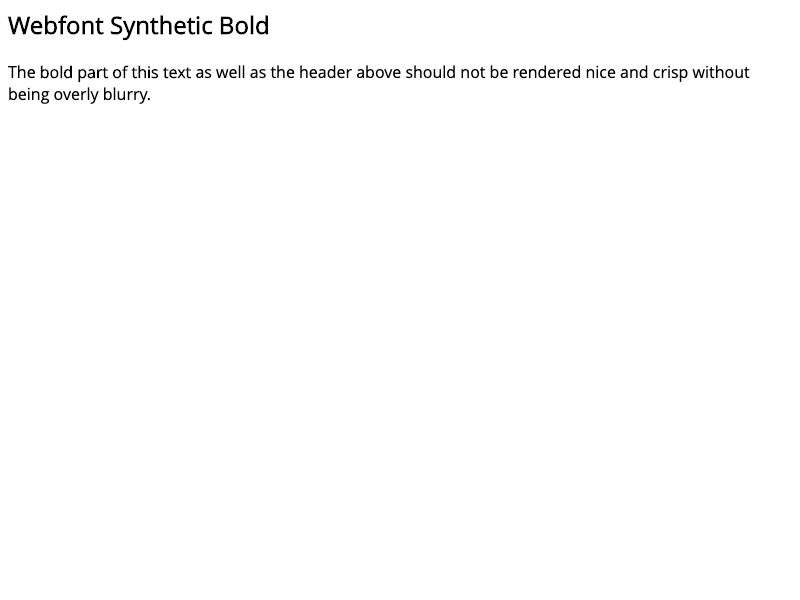 Webfont Synthetic Bold
The bold part of this text as well as the header above should not be rendered nice and crisp without
being overly blurry.